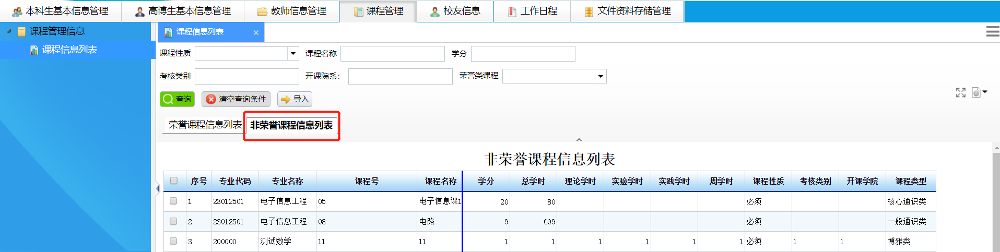 本科生基本信息管理 高博生基本信息管理 教师信息管理 课程管理 校友信息 工作日程 文件资料存储管理
课程管理信息
课程信息列表
课程信息列表 ×
课程性质 课程名称 学分
考核类别 开课院系： 荣誉类课程
查询 清空查询条件 导入
荣誉课程信息列表 非荣誉课程信息列表
非荣誉课程信息列表
序号 专业代码 专业名称 课程号 课程名称 学分 总学时 理论学时 实验学时 实践学时 周学时 课程性质 考核类别 开课学院 课程类型
1 23012501 电子信息工程 05 电子信息课1 20 80 必须 核心通识类
2 23012501 电子信息工程 08 电路 9 609 必须 一般通识类
3 200000 测试数学 11 11 1 1 1 1 1 1 必须 1 1 博雅类